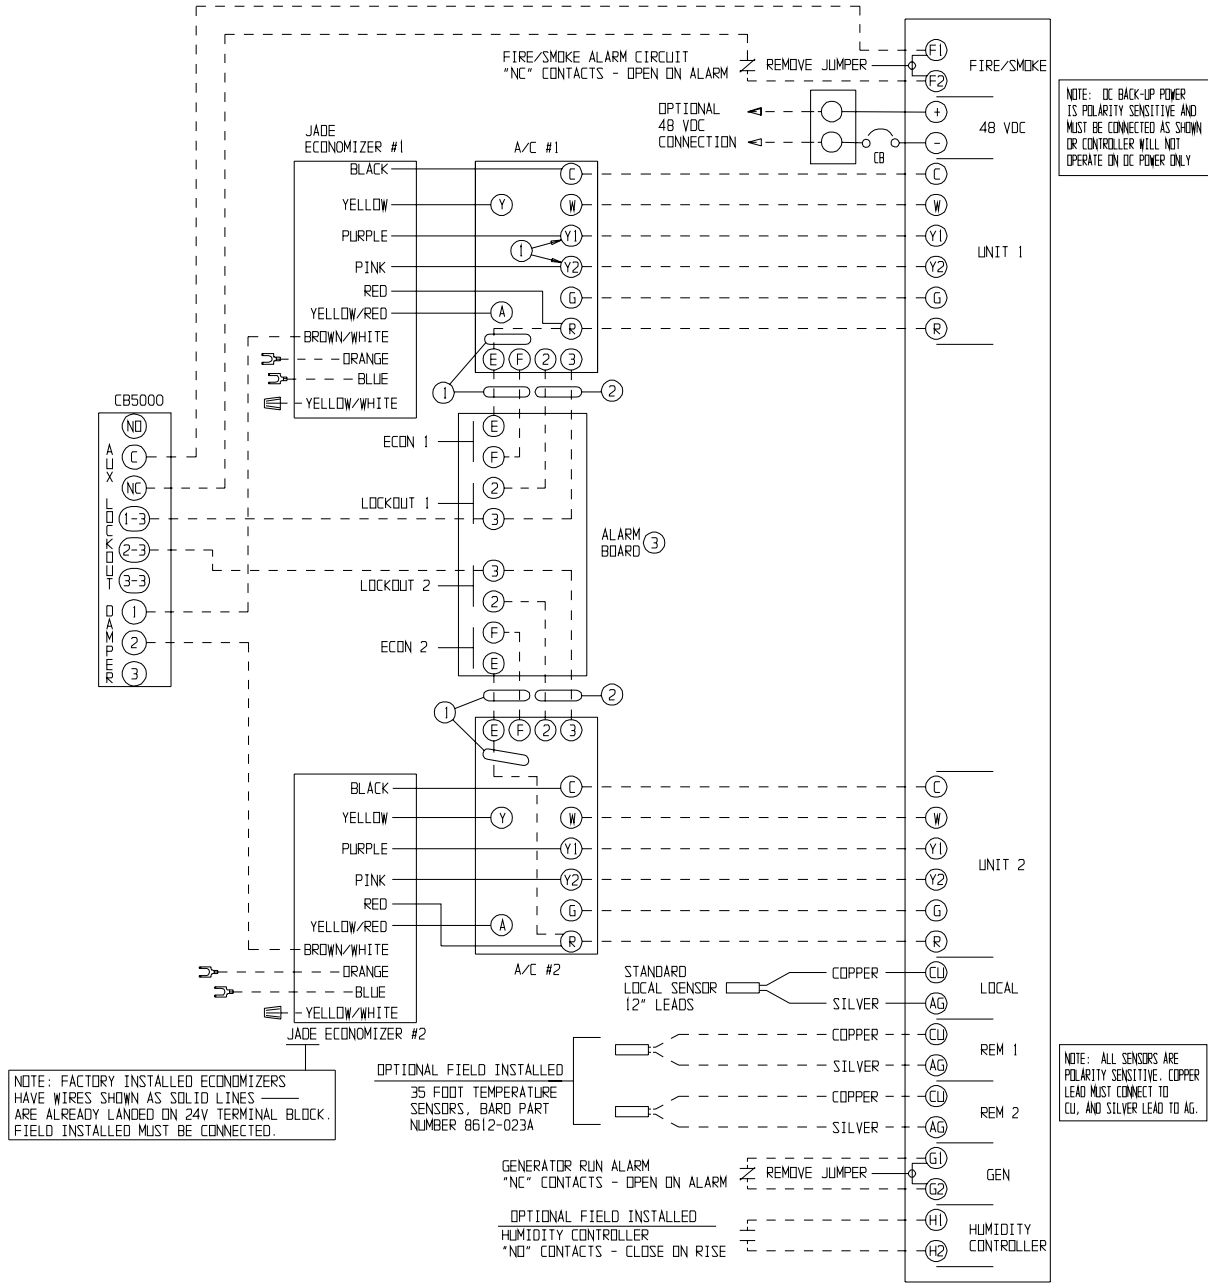 FIRE/SMOKE ALARM CIRCUIT
"NC" CONTACTS - OPEN ON ALARM
REMOVE JUMPER
F1
F2
FIRE/SMOKE
OPTIONAL
48 VDC
CONNECTION
CB
+
-
48 VDC
NOTE: DC BACK-UP POWER
IS POLARITY SENSITIVE AND
MUST BE CONNECTED AS SHOWN
OR CONTROLLER WILL NOT
OPERATE ON DC POWER ONLY
JADE
ECONOMIZER #1
BLACK
YELLOW
PURPLE
PINK
RED
YELLOW/RED
BROWN/WHITE
ORANGE
BLUE
YELLOW/WHITE
A/C #1
C
Y
W
1
Y1
Y2
G
A
R
E
F
2
3
1
2
C
W
Y1
Y2
G
R
UNIT 1
CB5000
AUX
LOCKOUT
DAMPER
NO
C
NC
1-3
2-3
3-3
1
2
3
ECON 1
E
F
LOCKOUT 1
2
3
LOCKOUT 2
3
2
ECON 2
F
E
ALARM
BOARD
3
1
2
E
F
2
3
C
Y
W
Y1
Y2
G
A
R
A/C #2
BLACK
YELLOW
PURPLE
PINK
RED
YELLOW/RED
BROWN/WHITE
ORANGE
BLUE
YELLOW/WHITE
JADE ECONOMIZER #2
C
W
Y1
Y2
G
R
UNIT 2
STANDARD
LOCAL SENSOR
12" LEADS
COPPER
SILVER
CU
AG
LOCAL
OPTIONAL FIELD INSTALLED
35 FOOT TEMPERATURE
SENSORS, BARD PART
NUMBER 8612-023A
COPPER
SILVER
CU
AG
REM 1
COPPER
SILVER
CU
AG
REM 2
NOTE: ALL SENSORS ARE
POLARITY SENSITIVE. COPPER
LEAD MUST CONNECT TO
CU, AND SILVER LEAD TO AG.
NOTE: FACTORY INSTALLED ECONOMIZERS
HAVE WIRES SHOWN AS SOLID LINES
ARE ALREADY LANDED ON 24V TERMINAL BLOCK.
FIELD INSTALLED MUST BE CONNECTED.
GENERATOR RUN ALARM
"NC" CONTACTS - OPEN ON ALARM
REMOVE JUMPER
G1
G2
GEN
OPTIONAL FIELD INSTALLED
HUMIDITY CONTROLLER
"NO" CONTACTS - CLOSE ON RISE
H1
H2
HUMIDITY
CONTROLLER